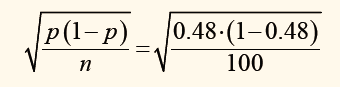 √(p(1−p)/n) = √(0.48·(1−0.48)/100)